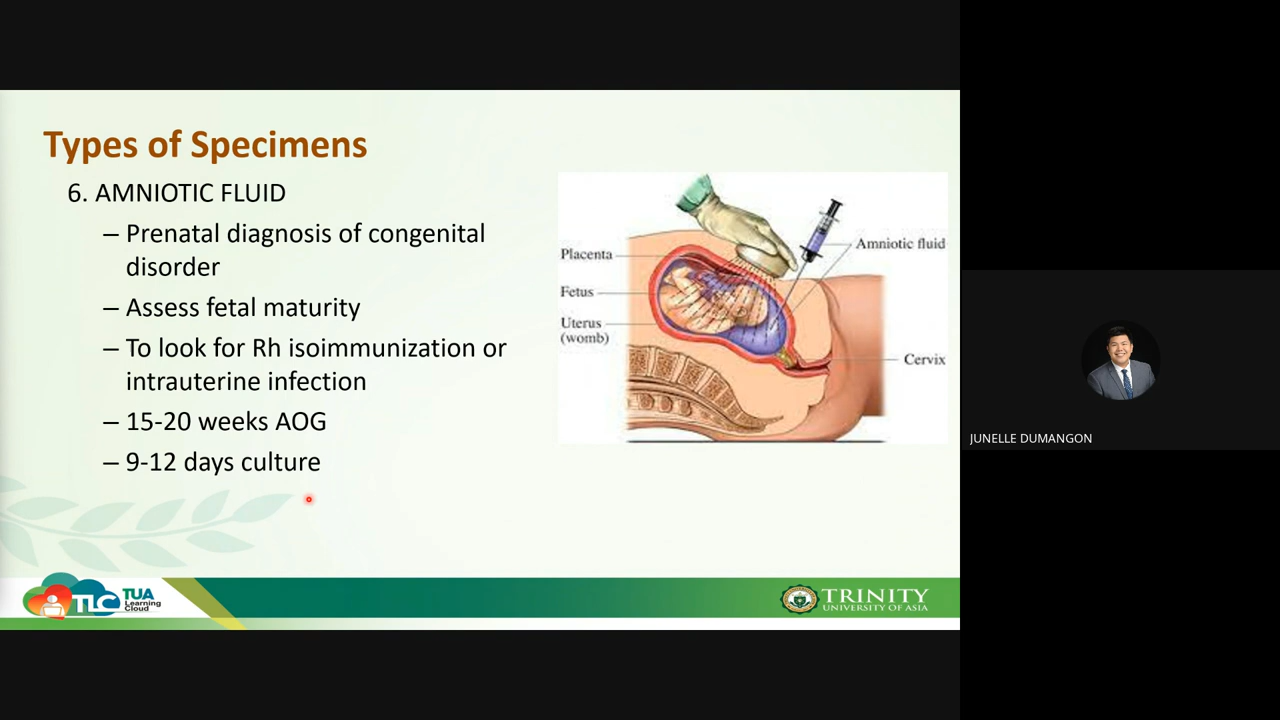 Types of Specimens
6. AMNIOTIC FLUID
– Prenatal diagnosis of congenital
disorder
– Assess fetal maturity
– To look for Rh isoimmunization or
intrauterine infection
– 15-20 weeks AOG
– 9-12 days culture
Placenta
Fetus
Uterus
(womb)
Amniotic fluid
Cervix
JUNELLE DUMANGON
TLC
TUA
Learning
Cloud
TRINITY
UNIVERSITY OF ASIA